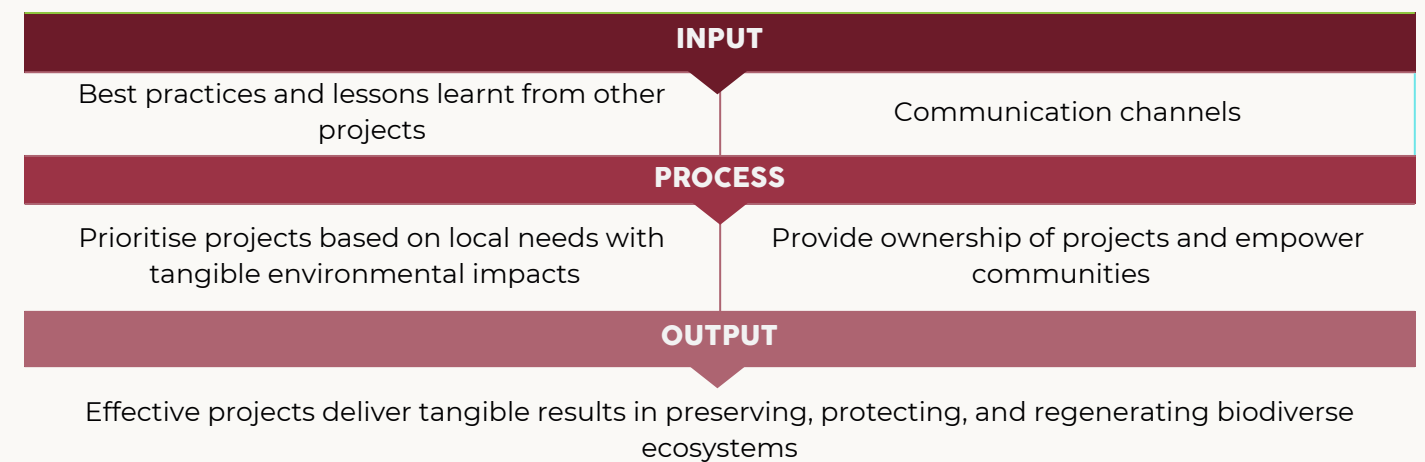 INPUT
Best practices and lessons learnt from other
projects
Communication channels
PROCESS
Prioritise projects based on local needs with
tangible environmental impacts
Provide ownership of projects and empower
communities
OUTPUT
Effective projects deliver tangible results in preserving, protecting, and regenerating biodiverse
ecosystems